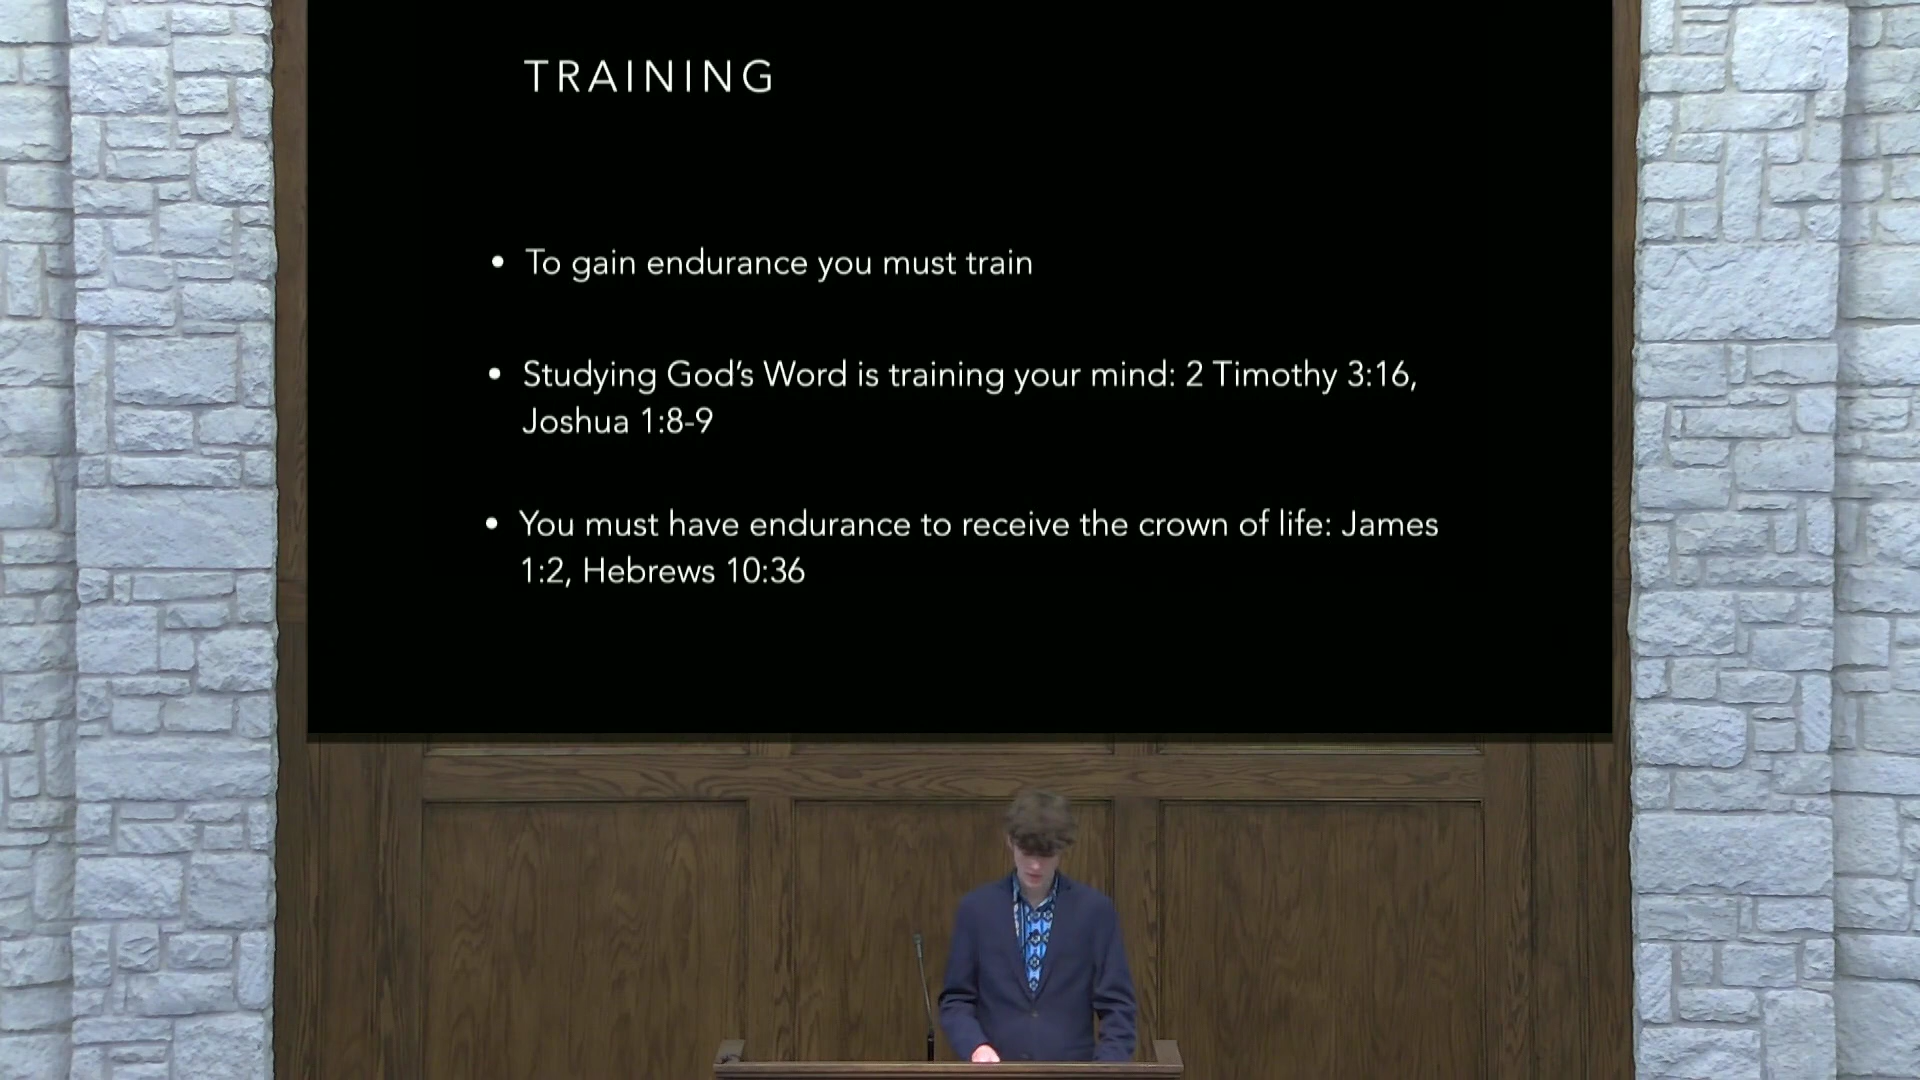 TRAINING
• To gain endurance you must train
• Studying God's Word is training your mind: 2 Timothy 3:16,
Joshua 1:8-9
• You must have endurance to receive the crown of life: James
1:2, Hebrews 10:36